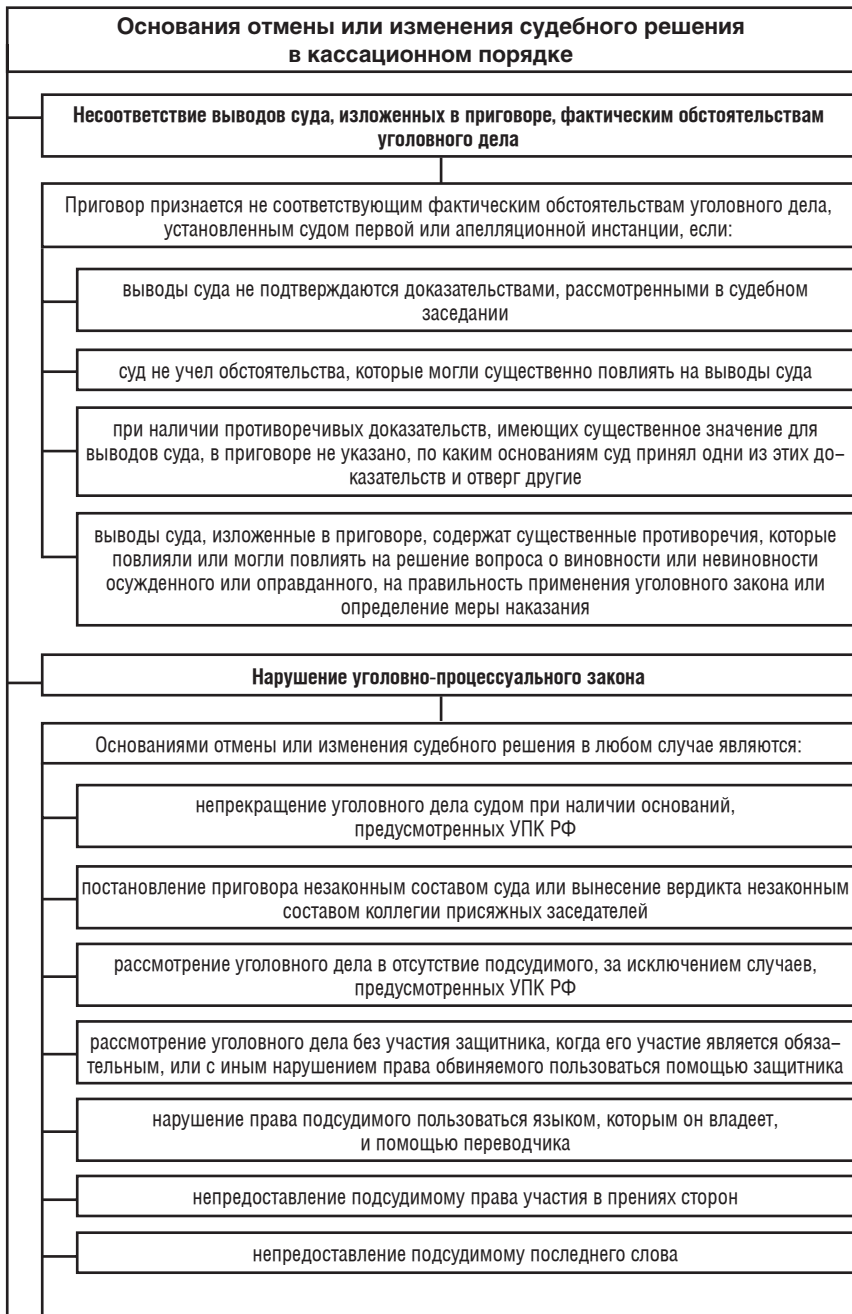 Основания отмены или изменения судебного решения
в кассационном порядке
Несоответствие выводов суда, изложенных в приговоре, фактическим обстоятельствам
уголовного дела
Приговор признается не соответствующим фактическим обстоятельствам уголовного дела,
установленным судом первой или апелляционной инстанции, если:
выводы суда не подтверждаются доказательствами, рассмотренными в судебном
заседании
суд не учел обстоятельства, которые могли существенно повлиять на выводы суда
при наличии противоречивых доказательств, имеющих существенное значение для
выводов суда, в приговоре не указано, по каким основаниям суд принял одни из этих до-
казательств и отверг другие
выводы суда, изложенные в приговоре, содержат существенные противоречия, которые
повлияли или могли повлиять на решение вопроса о виновности или невиновности
осужденного или оправданного, на правильность применения уголовного закона или
определение меры наказания
Нарушение уголовно-процессуального закона
Основаниями отмены или изменения судебного решения в любом случае являются:
непрекращение уголовного дела судом при наличии оснований,
предусмотренных УПК РФ
постановление приговора незаконным составом суда или вынесение вердикта незаконным
составом коллегии присяжных заседателей
рассмотрение уголовного дела в отсутствие подсудимого, за исключением случаев,
предусмотренных УПК РФ
рассмотрение уголовного дела без участия защитника, когда его участие является обяза-
тельным, или с иным нарушением права обвиняемого пользоваться помощью защитника
нарушение права подсудимого пользоваться языком, которым он владеет,
и помощью переводчика
непредоставление подсудимому права участия в прениях сторон
непредоставление подсудимому последнего слова